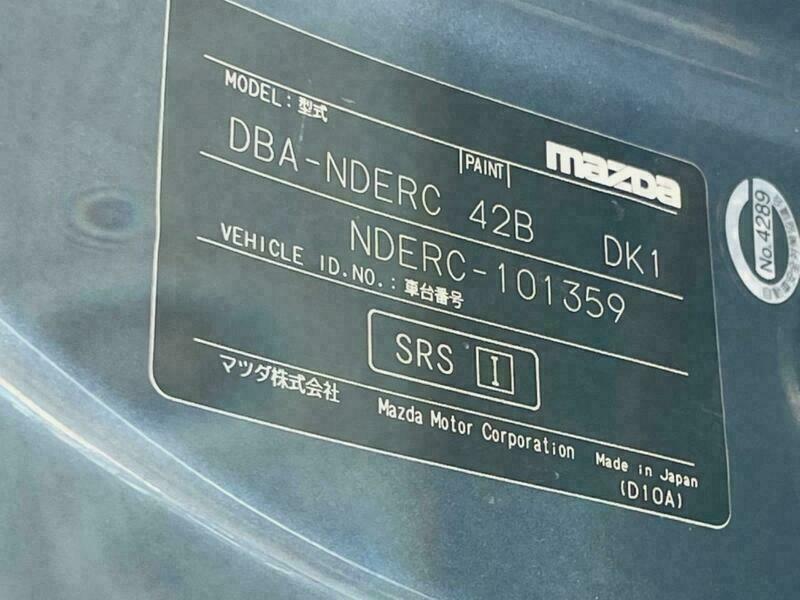 mazda
MODEL:型式
PAINT
DBA-NDERC 42B DK1
NDERC-101359
VEHICLE ID.NO.:車台番号
SRS I
マツダ株式会社 Mazda Motor Corporation Made in Japan
(D10A)
No.4289